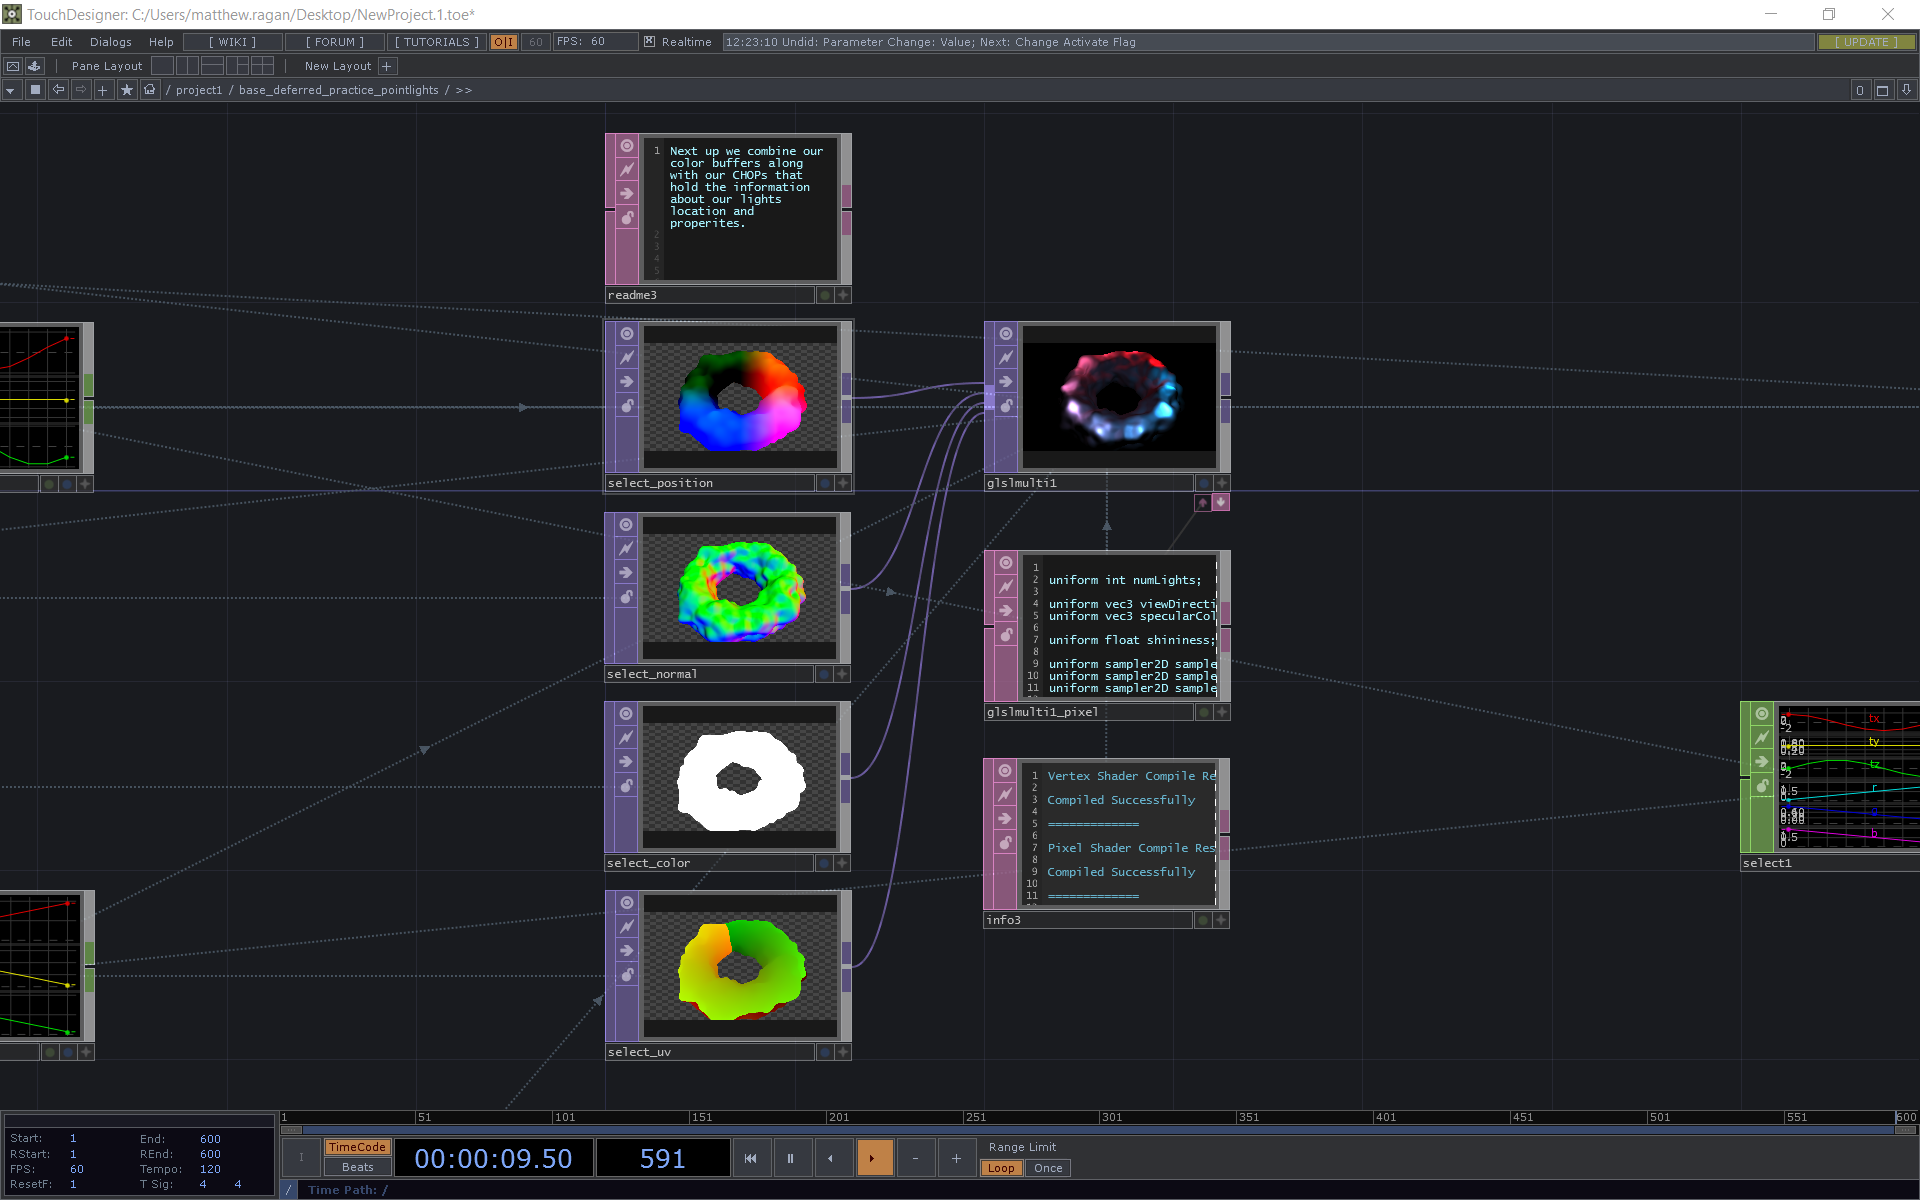 TouchDesigner: C:/Users/matthew.ragan/Desktop/NewProject.1.toe*
File Edit Dialogs Help [ WIKI ] [ FORUM ] [ TUTORIALS ] O|I 60 FPS: 60 Realtime 12:23:10 Undid: Parameter Change: Value; Next: Change Activate Flag [ UPDATE ]
Pane Layout New Layout +
/ project1 / base_deferred_practice_pointlights / >> 0
1 Next up we combine our
color buffers along
with our CHOPs that
hold the information
about our lights
location and
properites.
2
3
4
5
readme3
select_position
glslmulti1
select_normal
1
2 uniform int numLights;
3
4 uniform vec3 viewDirecti
5 uniform vec3 specularCol
6
7 uniform float shininess;
8
9 uniform sampler2D sample
10 uniform sampler2D sample
11 uniform sampler2D sample
glslmulti1_pixel
select_color
1 Vertex Shader Compile Re
2
3 Compiled Successfully
4
5 =============
6
7 Pixel Shader Compile Res
8
9 Compiled Successfully
10
11 =============
info3
tx
ty
tz
r
g
b
select1
select_uv
1 51 101 151 201 251 301 351 401 451 501 551 600
Start: 1 End: 600
RStart: 1 REnd: 600
FPS: 60 Tempo: 120
ResetF: 1 T Sig: 4 4
TimeCode
Beats
00:00:09.50 591
Range Limit
Loop Once
/ Time Path: /